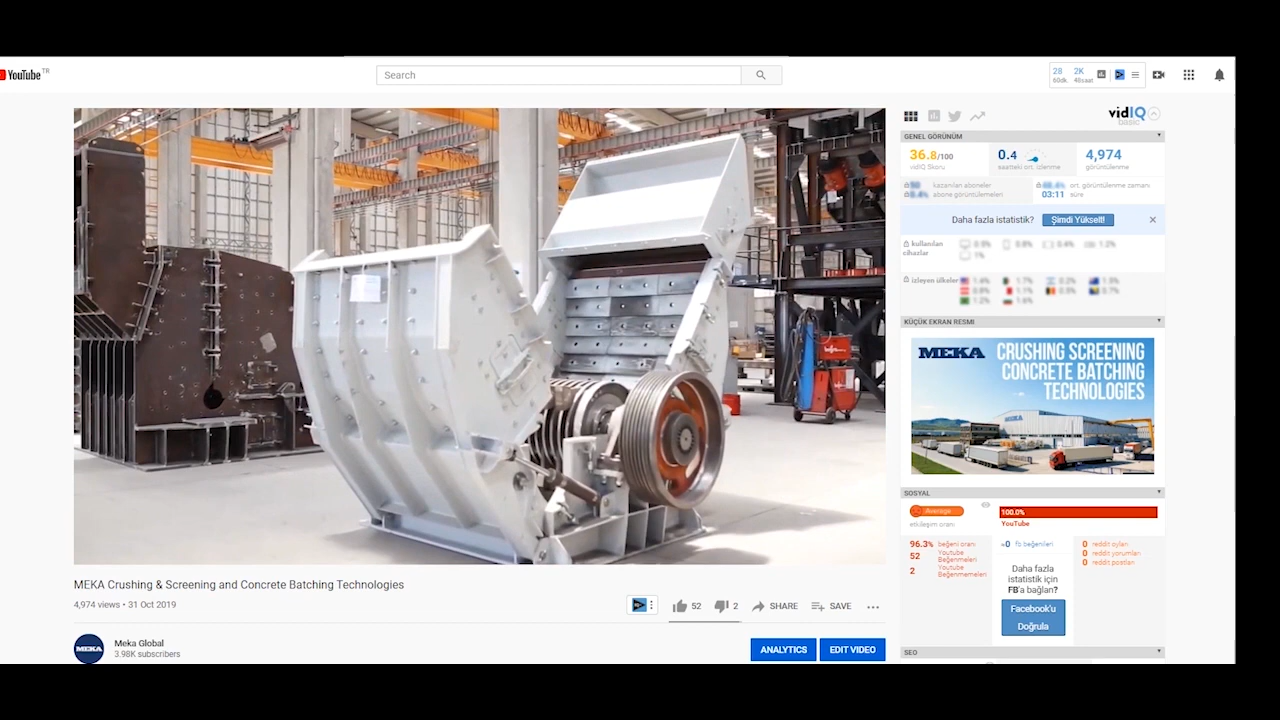 YouTube TR
Search
28
60dk.
2K
48saat
vidIQ
basic
GENEL GÖRÜNÜM
36.8/100
vidIQ Skoru
0.4
saatteki ort. izlenme
4,974
görüntülenme
kazanılan aboneler
abone görüntülemeleri
ort. görüntülenme zamanı
03:11 süre
Daha fazla istatistik?
Şimdi Yükselt!
kullanılan
cihazlar
izleyen ülkeler
KÜÇÜK EKRAN RESMI
MEKA
CRUSHING SCREENING
CONCRETE BATCHING
TECHNOLOGIES
MEKA
SOSYAL
Average
etkileşim oranı
100.0%
YouTube
96.3% beğeni oranı
52 Youtube
Beğenmeleri
2 Youtube
Beğenmemeleri
0 fb beğenileri
Daha fazla
istatistik için
FB'a bağlan?
Facebook'u
Doğrula
0 reddit oyları
0 reddit yorumları
0 reddit postları
SEO
MEKA Crushing & Screening and Concrete Batching Technologies
4,974 views • 31 Oct 2019
52
2
SHARE
SAVE
MEKA
Meka Global
3.98K subscribers
ANALYTICS
EDIT VIDEO